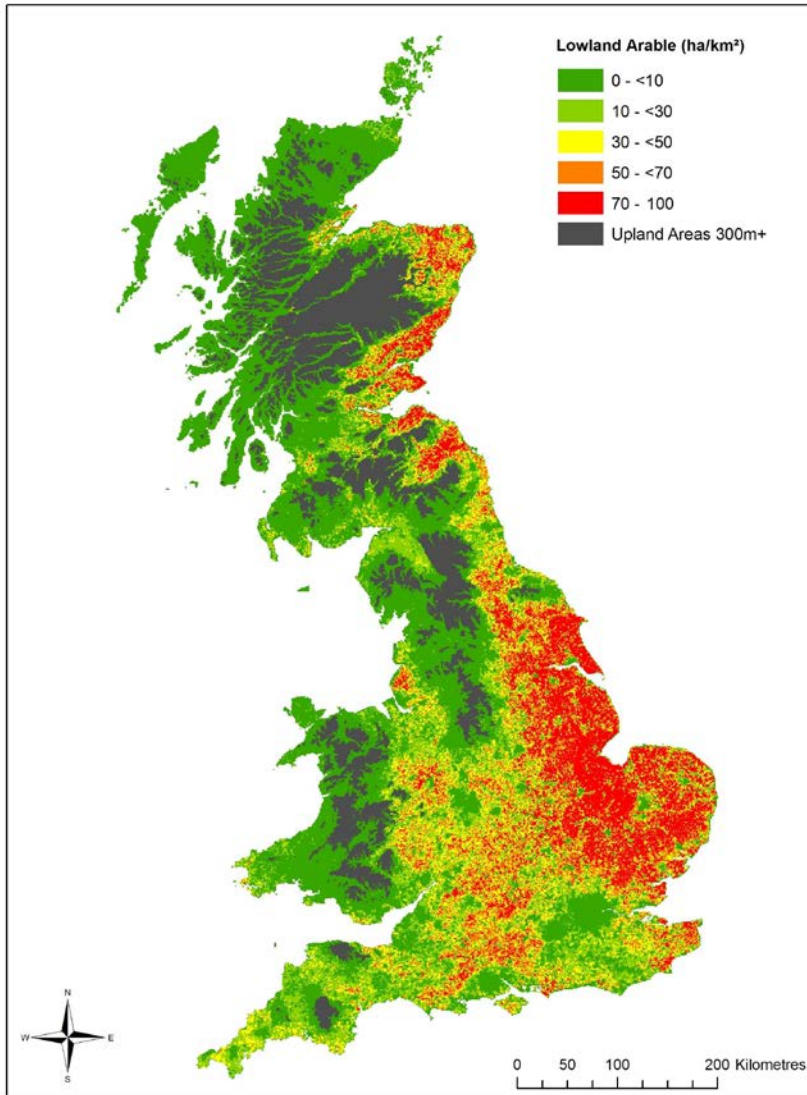 Lowland Arable (ha/km²)
0 - <10
10 - <30
30 - <50
50 - <70
70 - 100
Upland Areas 300m+
N
W E
S
0 50 100 200 Kilometres